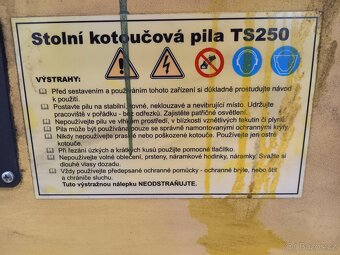 Stolní kotoučová pila TS250
VÝSTRAHY:
Před sestavením a používáním tohoto zařízení si důkladně prostudujte návod
k použití.
Postavte pilu na stabilní, rovné, neklouzavé a nevibrující místo. Udržujte
pracoviště v pořádku - bez odřezků. Zajistěte patřičné osvětlení.
Nepoužívejte pilu ve vlhkém prostředí, v blízkosti vznětlivých tekutin či plynů.
Pila může být používána pouze se správně namontovanými ochrannými kryty.
Nikdy nepoužívejte tupé nebo poškozené kotouče. Používejte jen ostré
kotouče.
Při řezání úzkých a krátkých kusů použijte pomocné tlačítko.
Nepoužívejte volné oblečení, prsteny, náramkové hodinky, náramky. Svažte si
dlouhé vlasy dozadu.
Vždy používejte předepsané ochranné pomůcky - ochranné brýle, nebo štít
a chrániče sluchu.
Tuto výstražnou nálepku NEODSTRAŇUJTE.